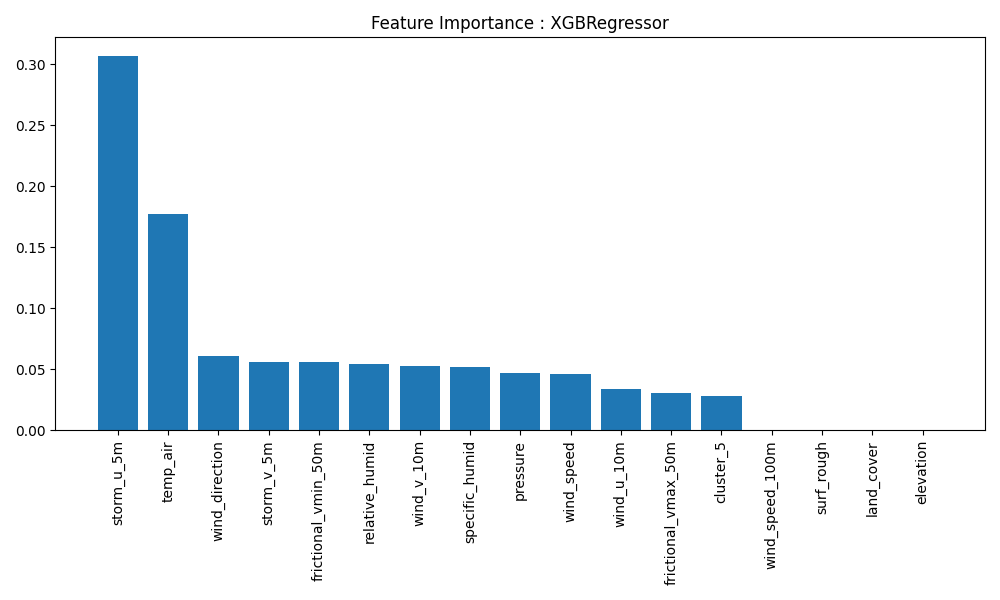 Feature Importance : XGBRegressor
0.30
0.25
0.20
0.15
0.10
0.05
0.00
storm_u_5m
temp_air
wind_direction
storm_v_5m
frictional_vmin_50m
relative_humid
wind_v_10m
specific_humid
pressure
wind_speed
wind_u_10m
frictional_vmax_50m
cluster_5
wind_speed_100m
surf_rough
land_cover
elevation